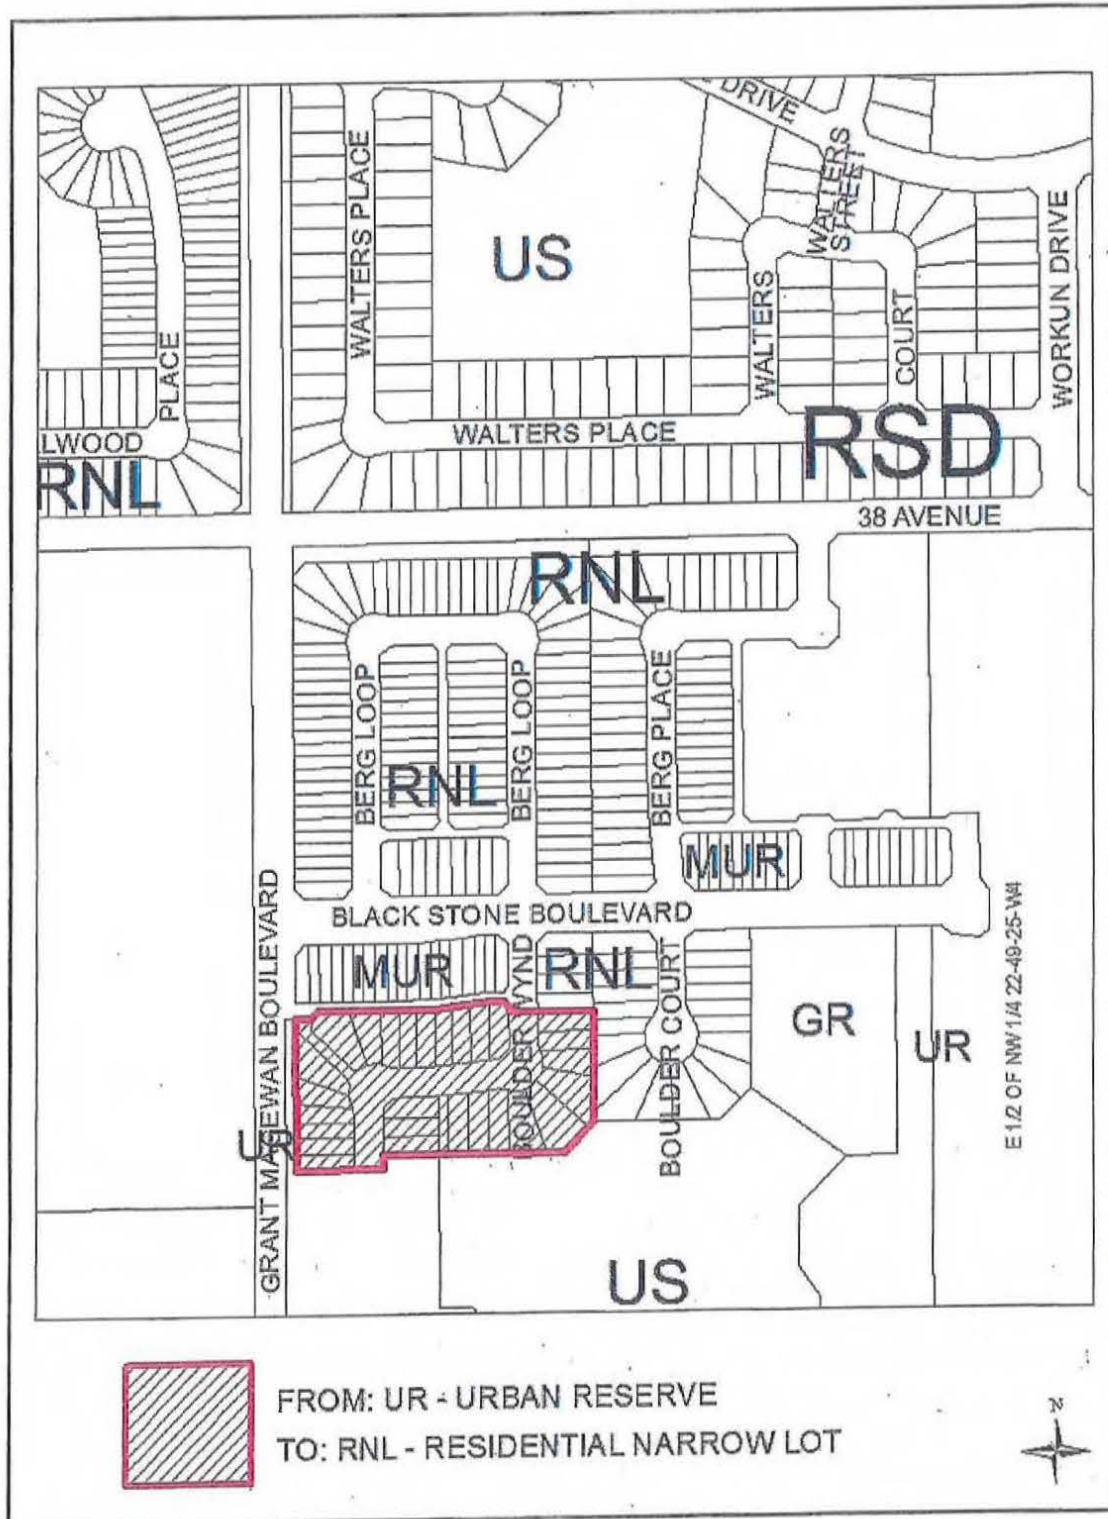 DRIVE
WALTERS PLACE
US
WALTERS
WORKUN DRIVE
COURT
PLACE
LWOOD
RNL
WALTERS PLACE
RSD
38 AVENUE
RNL
BERG LOOP
RNL
BERG LOOP
BERG PLACE
MUR
BLACK STONE BOULEVARD
MUR
RNL
BOULDER WYND
BOULDER COURT
GR
UR
E 1/2 OF NW 1/4 22-49-25-W4
UR
GRANT MACEWAN BOULEVARD
US
FROM: UR - URBAN RESERVE
TO: RNL - RESIDENTIAL NARROW LOT
N